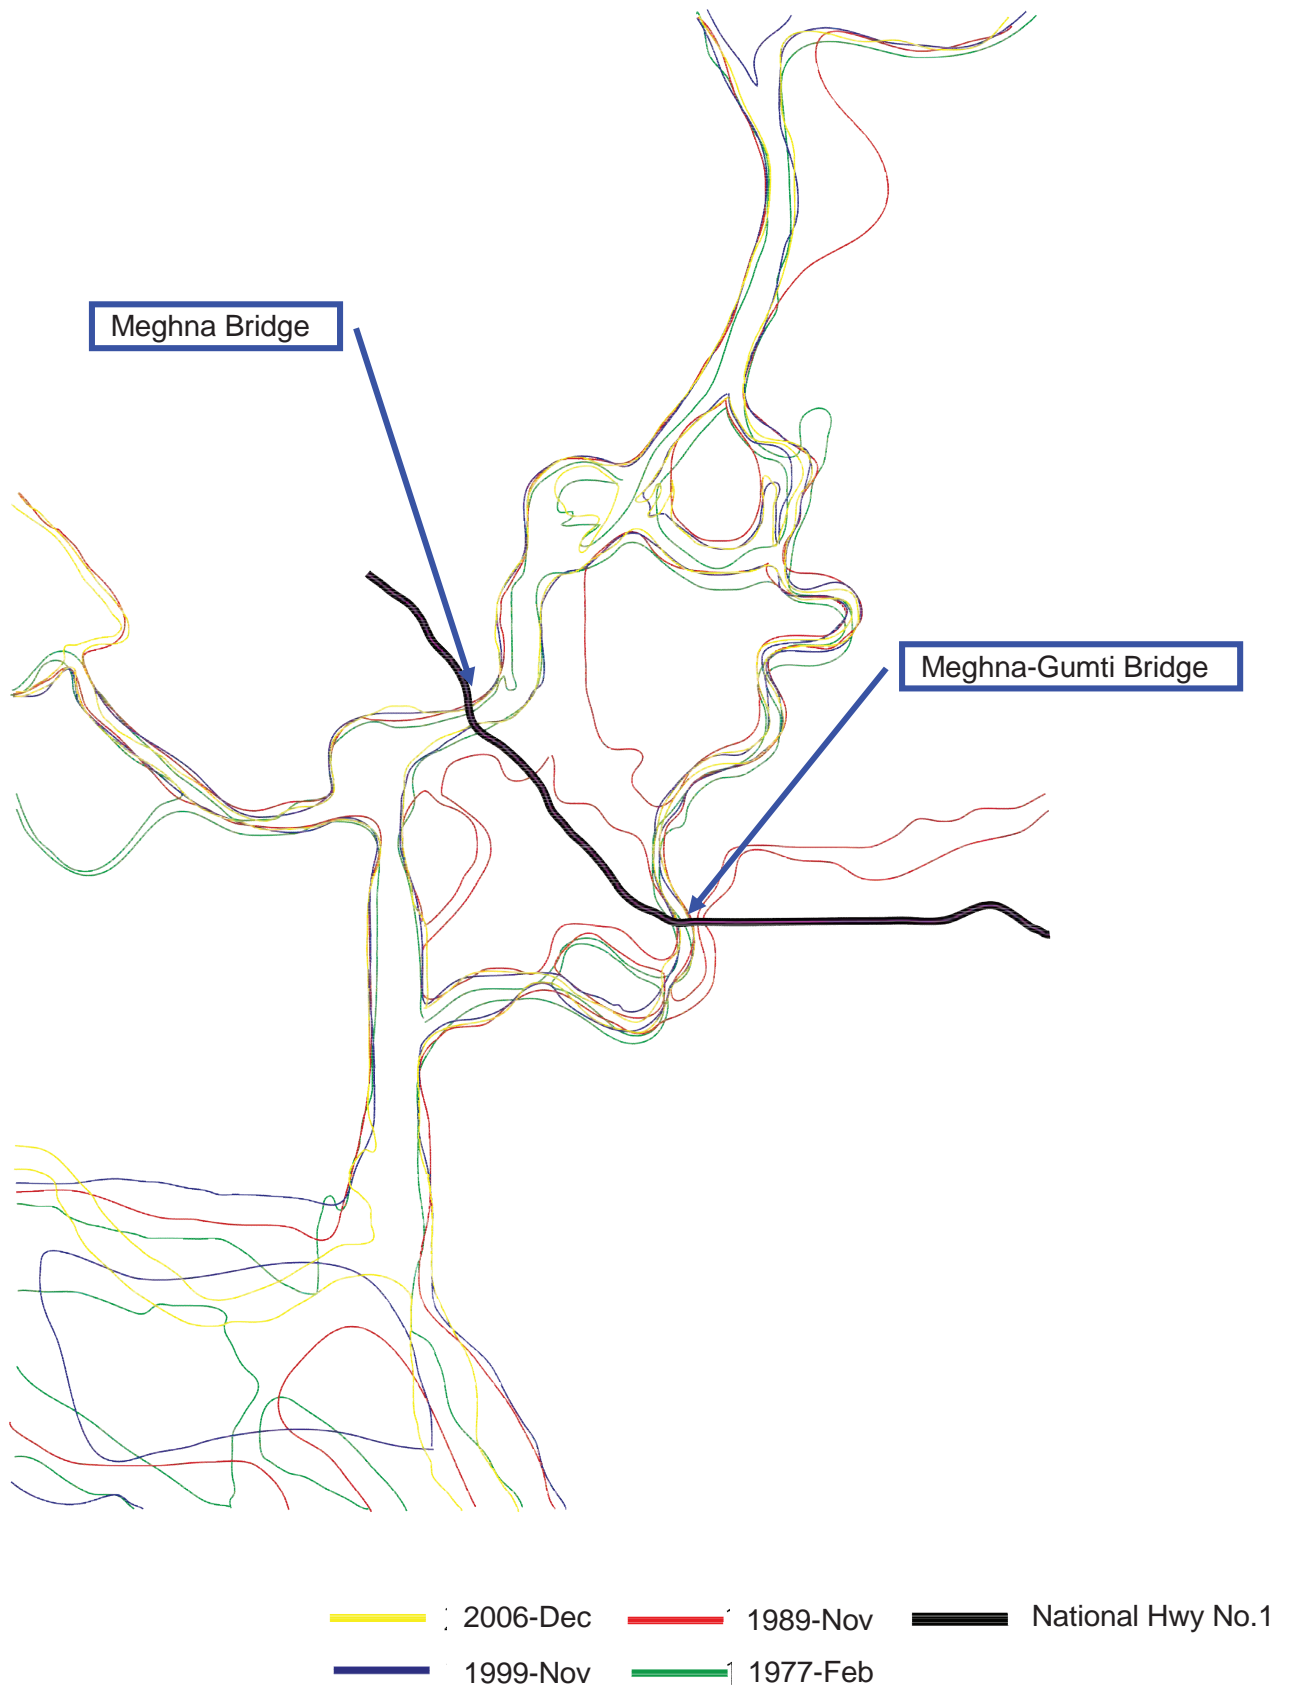 Meghna Bridge
Meghna-Gumti Bridge
2006-Dec
1989-Nov
National Hwy No.1
1999-Nov
1977-Feb